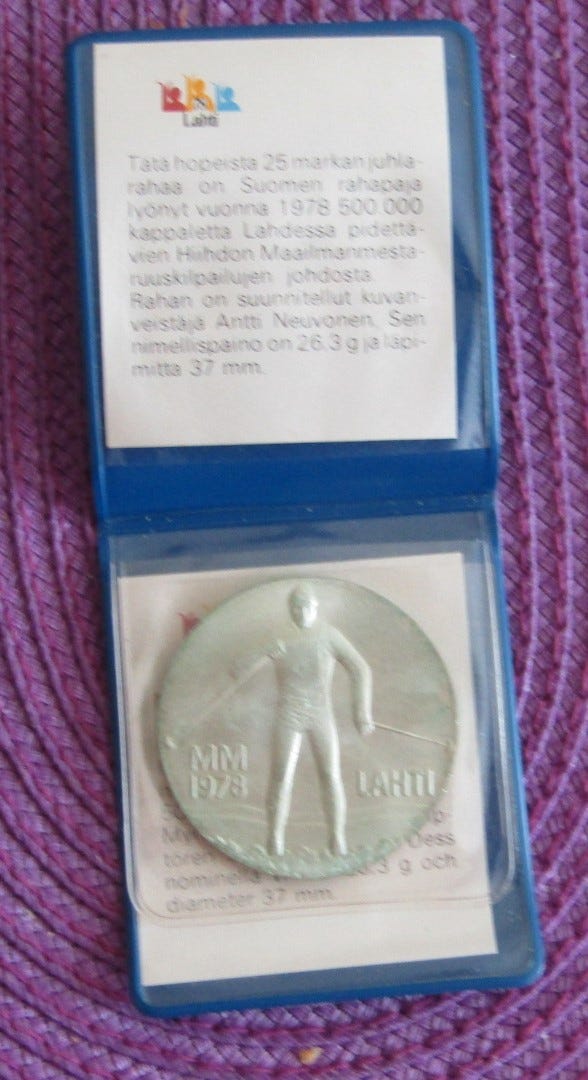 Lahti
Tätä hopeista 25 markan juhla-
rahaa on Suomen rahapaja
lyönyt vuonna 1978 500.000
kappaletta Lahdessa pidettä-
vien Hiihdon Maailmanmesta-
ruuskilpailujen johdosta.
Rahan on suunnitellut kuvan-
veistäjä Antti Neuvonen. Sen
nimellispaino on 26,3 g ja läpi-
mitta 37 mm.
MM
1978 LAHTI
Dess
g och
diameter 37 mm.